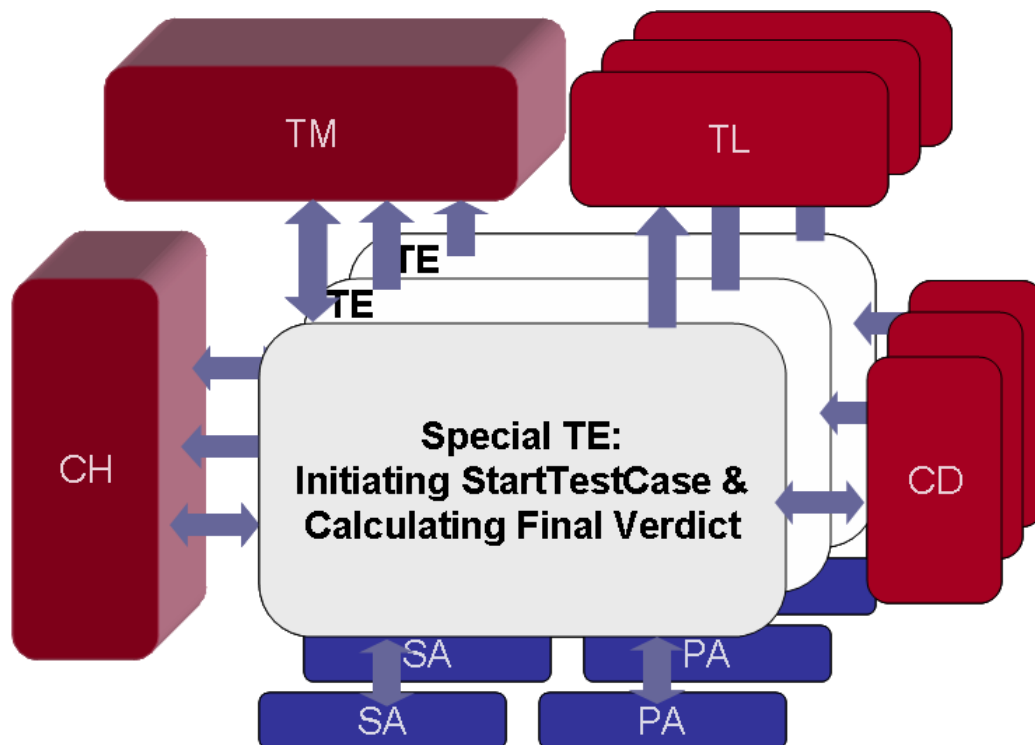 TM
TL
TE
TE
Special TE:
Initiating StartTestCase &
Calculating Final Verdict
CH
CD
SA
PA
SA
PA